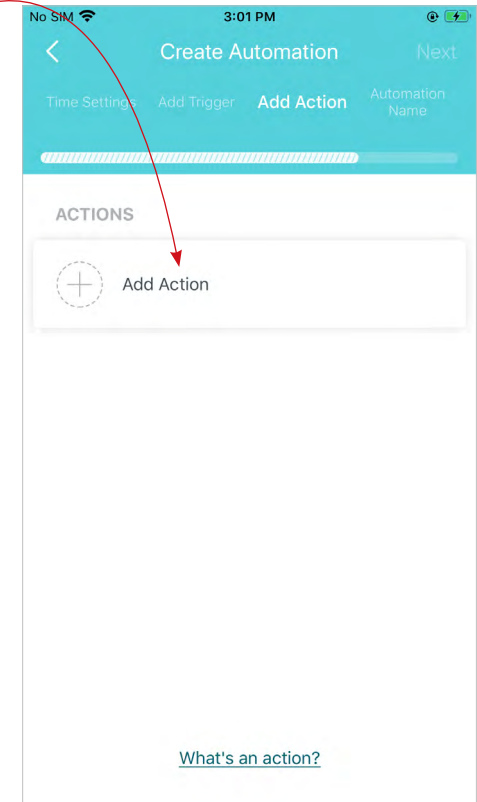 No SIM 3:01 PM
Create Automation Next
Time Settings Add Trigger Add Action Automation Name
ACTIONS
Add Action
What's an action?